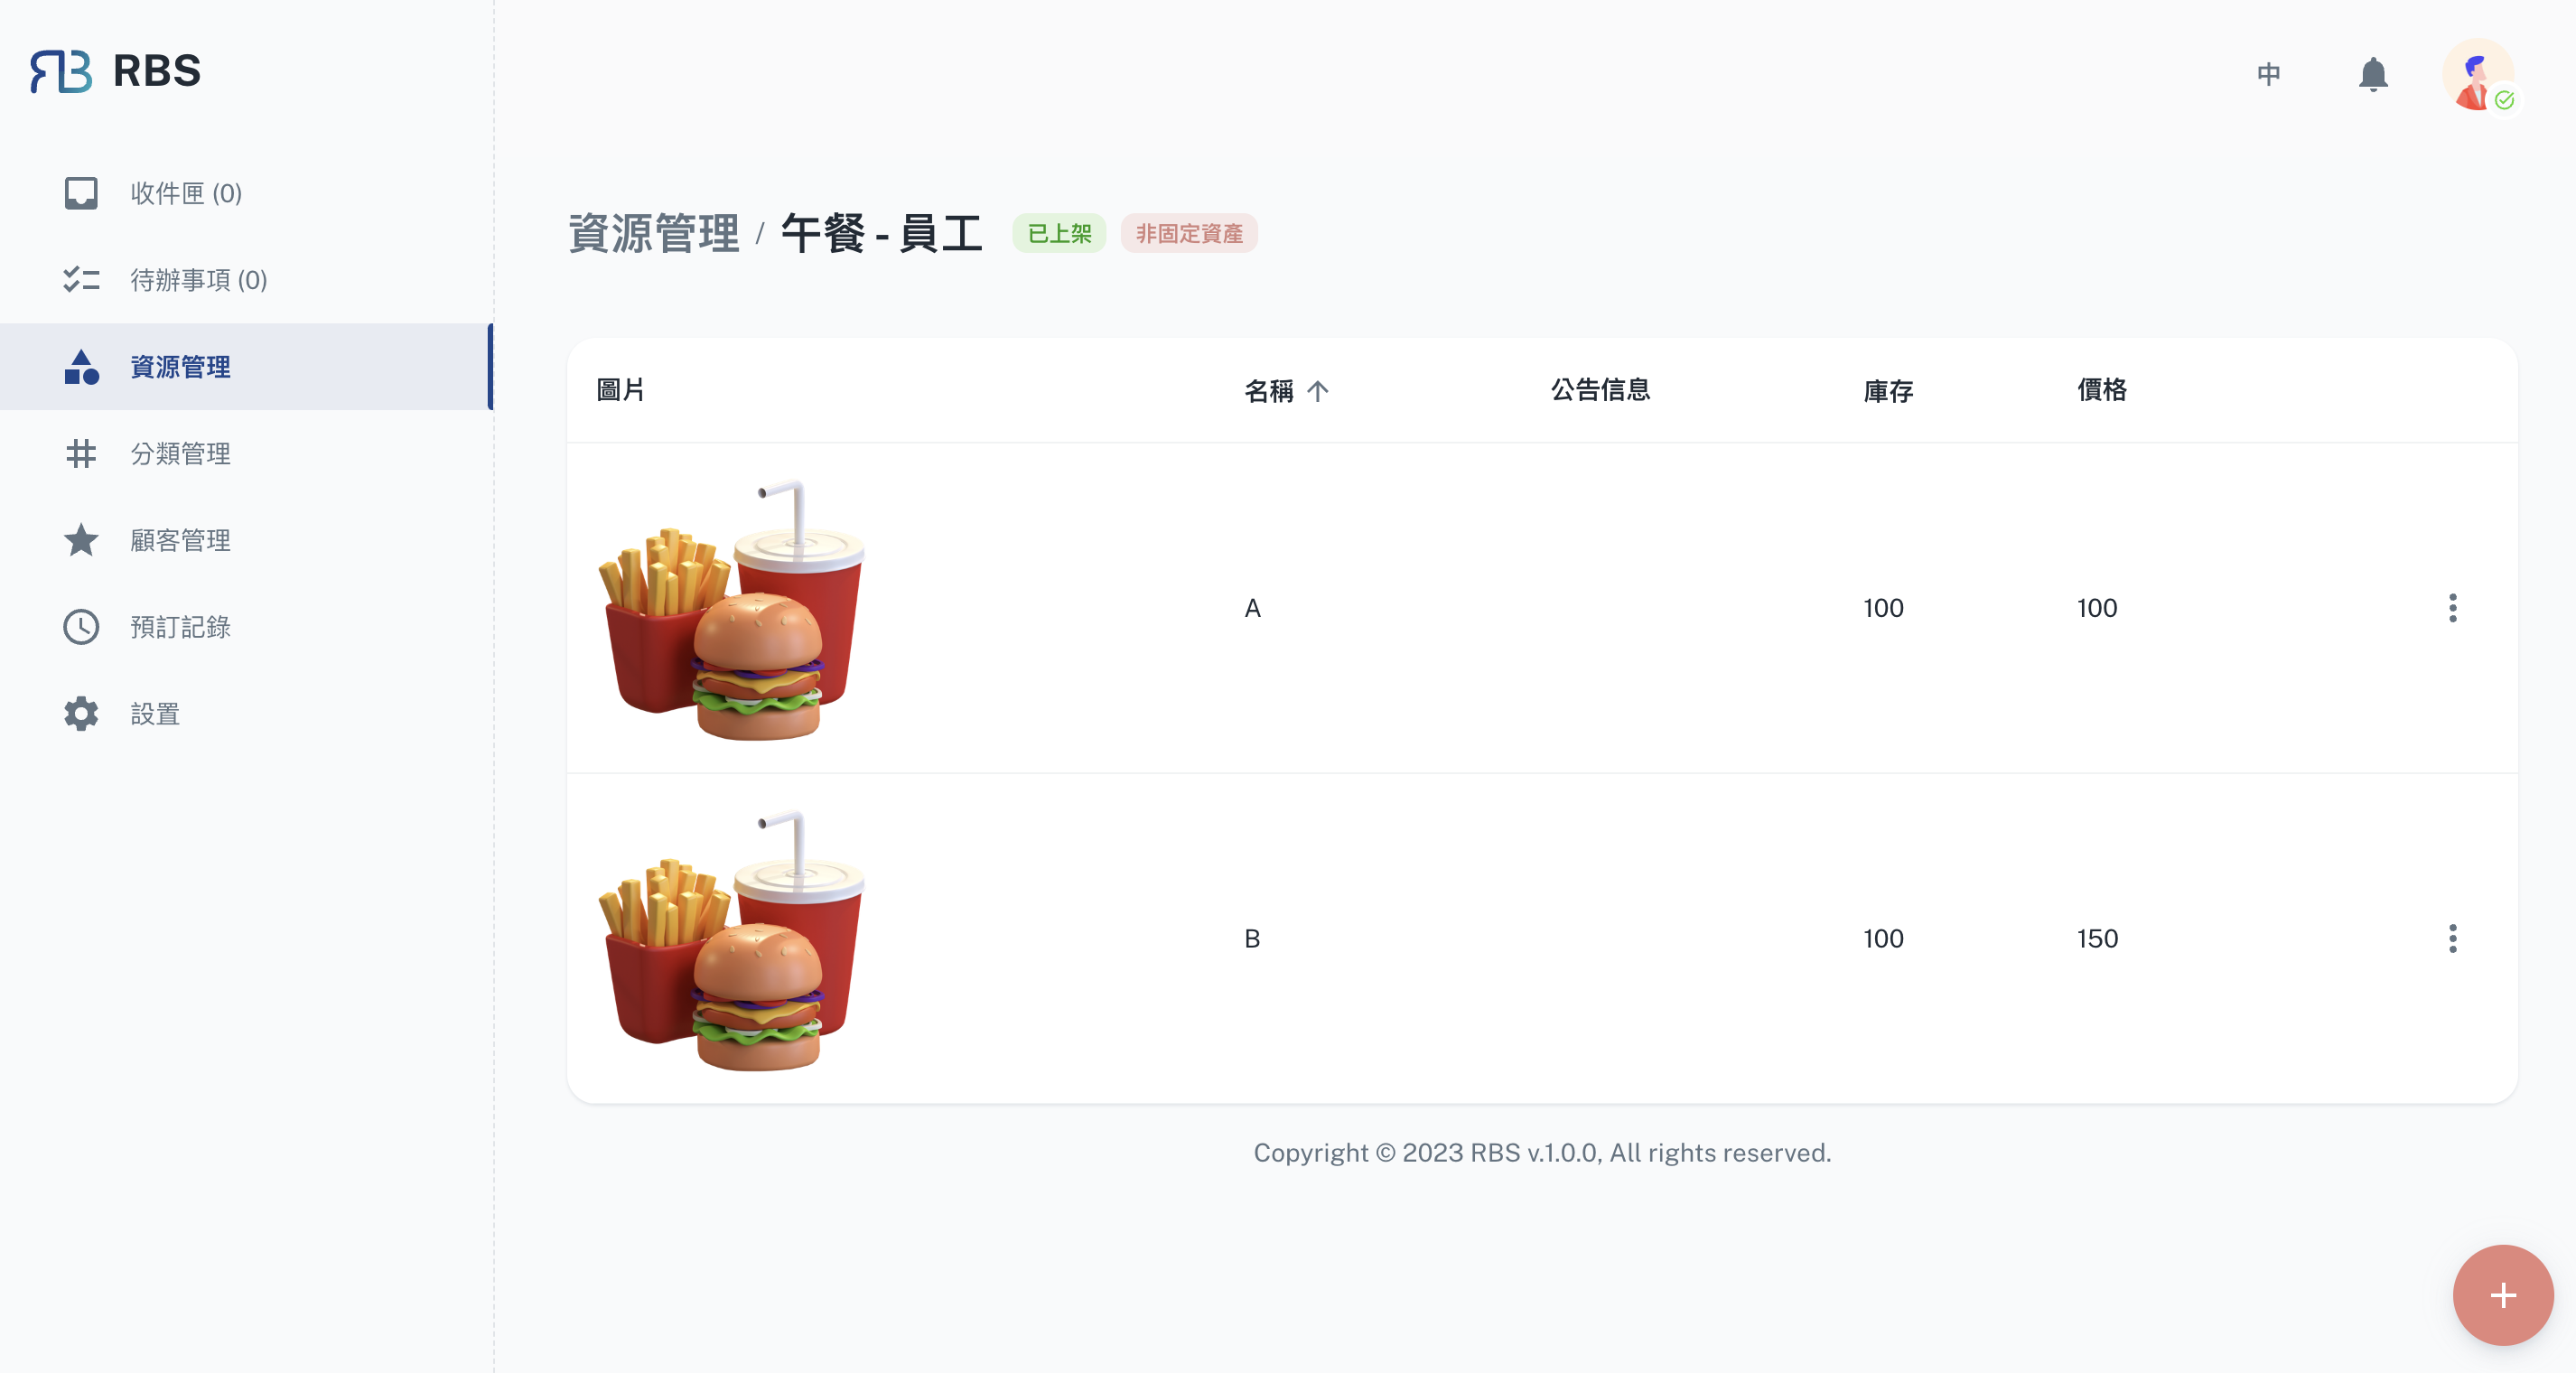 RBS
中
收件匣 (0)
待辦事項 (0)
資源管理
分類管理
顧客管理
預訂記錄
設置
資源管理 / 午餐 - 員工 已上架 非固定資產
圖片 名稱 公告信息 庫存 價格
A 100 100
B 100 150
Copyright © 2023 RBS v.1.0.0, All rights reserved.